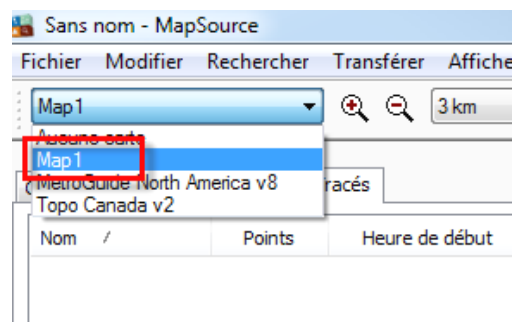 Sans nom - MapSource
Fichier Modifier Rechercher Transférer Affiche
Map1 3 km
Aucune carte
Map1
MetroGuide North America v8
Topo Canada v2
racés
Nom / Points Heure de début